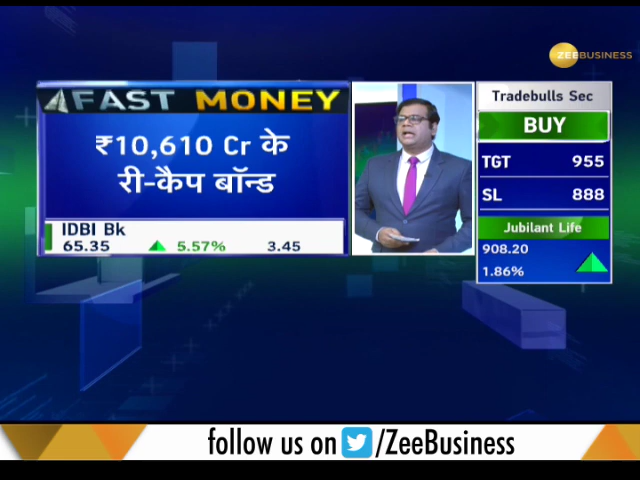 ZEEBUSINESS
FAST MONEY
₹10,610 Cr के
री-कैप बॉन्ड
IDBI Bk
65.35 5.57% 3.45
Tradebulls Sec
BUY
TGT 955
SL 888
Jubilant Life
908.20
1.86%
follow us on /ZeeBusiness